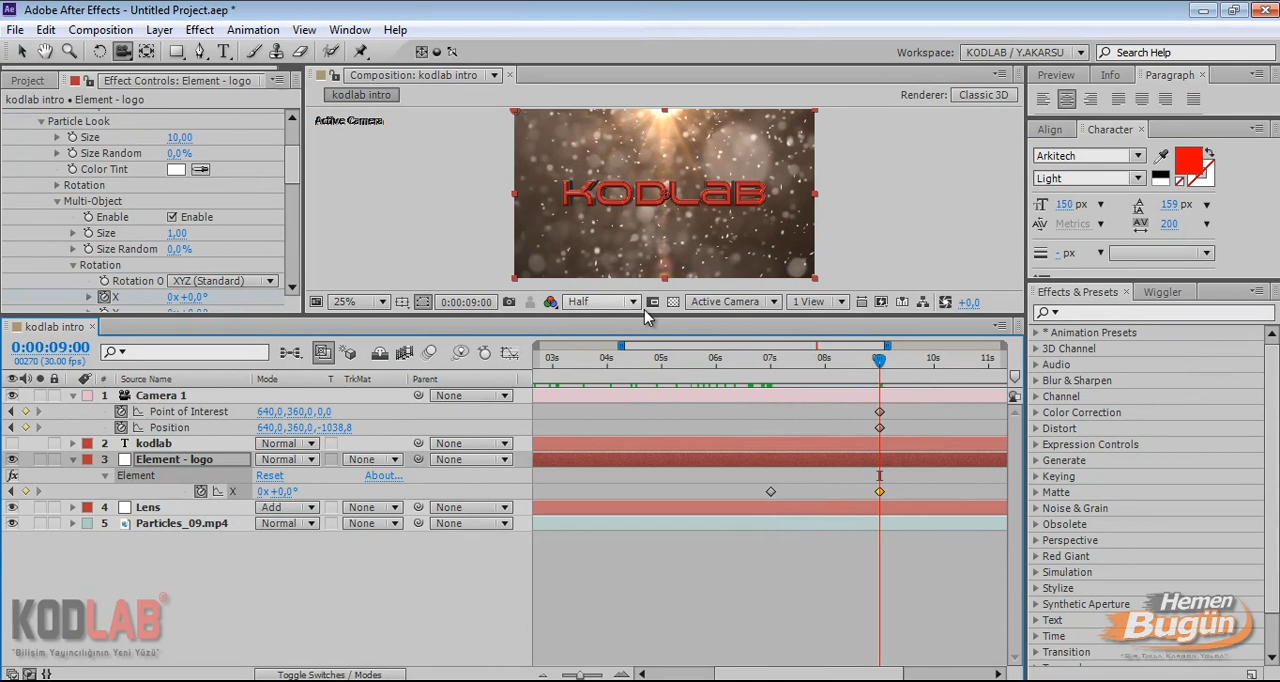 Adobe After Effects - Untitled Project.aep *
File Edit Composition Layer Effect Animation View Window Help
Workspace: KODLAB / Y.AKARSU Search Help
Project Effect Controls: Element - logo
kodlab intro • Element - logo
Particle Look
Size 10,00
Size Random 0,0%
Color Tint
Rotation
Multi-Object
Enable Enable
Size 1,00
Size Random 0,0%
Rotation
Rotation O XYZ (Standard)
X 0x+0,0°
Composition: kodlab intro
kodlab intro
Renderer: Classic 3D
Active Camera
KODLAB
25% 0:00:09:00 Half Active Camera 1 View +0,0
Preview Info Paragraph
Align Character
Arkitech
Light
150 px 159 px
Metrics AV 200
- px
Effects & Presets Wiggler
* Animation Presets
3D Channel
Audio
Blur & Sharpen
Channel
Color Correction
Distort
Expression Controls
Generate
Keying
Matte
Noise & Grain
Obsolete
Perspective
Red Giant
Simulation
Stylize
Synthetic Aperture
Text
Time
Transition
kodlab intro
0:00:09:00
00270 (30.00 fps)
03s 04s 05s 06s 07s 08s 10s 11s
# Source Name Mode T TrkMat Parent
1 Camera 1 None
Point of Interest 640,0,360,0,0,0
Position 640,0,360,0,-1038,8
2 T kodlab Normal None
3 Element - logo Normal None None
fx Element Reset About...
X 0x+0,0°
4 Lens Add None None
5 Particles_09.mp4 Normal None None
KODLAB
"Bilişim Yayıncılığının Yeni Yüzü"
Hemen
Bugün
Toggle Switches / Modes